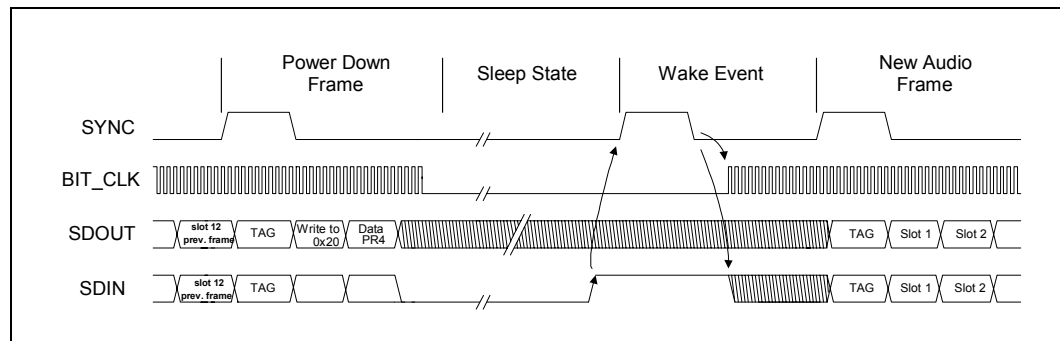 Power Down
Frame
Sleep State
Wake Event
New Audio
Frame
SYNC
BIT_CLK
SDOUT
slot 12
prev. frame
TAG
Write to
0x20
Data
PR4
TAG
Slot 1
Slot 2
SDIN
slot 12
prev. frame
TAG
TAG
Slot 1
Slot 2